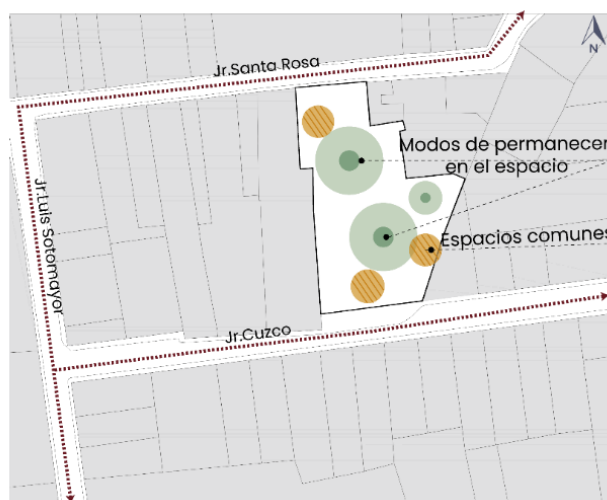 N
Jr.Santa Rosa
Modos de permanecer
en el espacio
Jr.Luis Sotomayor
Espacios comunes
Jr.Cuzco